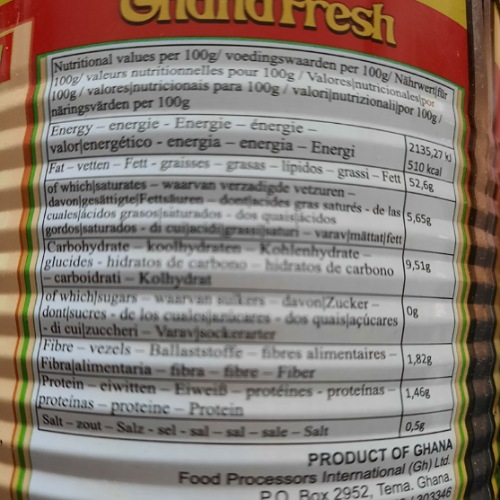 Ghana Fresh
Nutritional values per 100g/ voedingswaarden per 100g/ Nährwert|für
100g/ valeurs nutritionnelles pour 100g / Valores|nutricionales|por
100g / valores|nutricionais para 100g / valori|nutrizionali|por 100g /
näringsvärden per 100g
Energy – energie - Energie – énergie –
valor|energético - energia – energia – Energi
2135,27 kJ
510 kcal
Fat – vetten – Fett - graisses – grasas – lipidos – grassi – Fett
52,6g
of which|saturates – waarvan verzadigde vetzuren –
davon|gesättigte|Fettsäuren – dont|acides gras saturés - de las
cuales|ácidos grasos|saturados - dos quais|ácidos
gordos|saturados - di cui|acidi|grassi|saturi – varav|mättat|fett
5,65g
Carbohydrate – koolhydraten – Kohlenhydrate –
glucides - hidratos de carbono – hidratos de carbono
– carboidrati – Kolhydrat
9,51g
of which|sugars – waarvan suikers – davon|Zucker –
dont|sucres - de los cuales|azúcares - dos quais|açúcares
- di cui|zuccheri – Varav|sockerarter
0g
Fibre – vezels – Ballaststoffe – fibres alimentaires –
Fibra|alimentaria – fibra – fibre – Fiber
1,82g
Protein – eiwitten – Eiweiß – protéines - proteínas –
proteínas – proteine – Protein
1,46g
Salt – zout – Salz - sel - sal – sal – sale – Salt
0,5g
PRODUCT OF GHANA
Food Processors International (Gh) Ltd.
P.O. Box 2952, Tema. Ghana.
203346